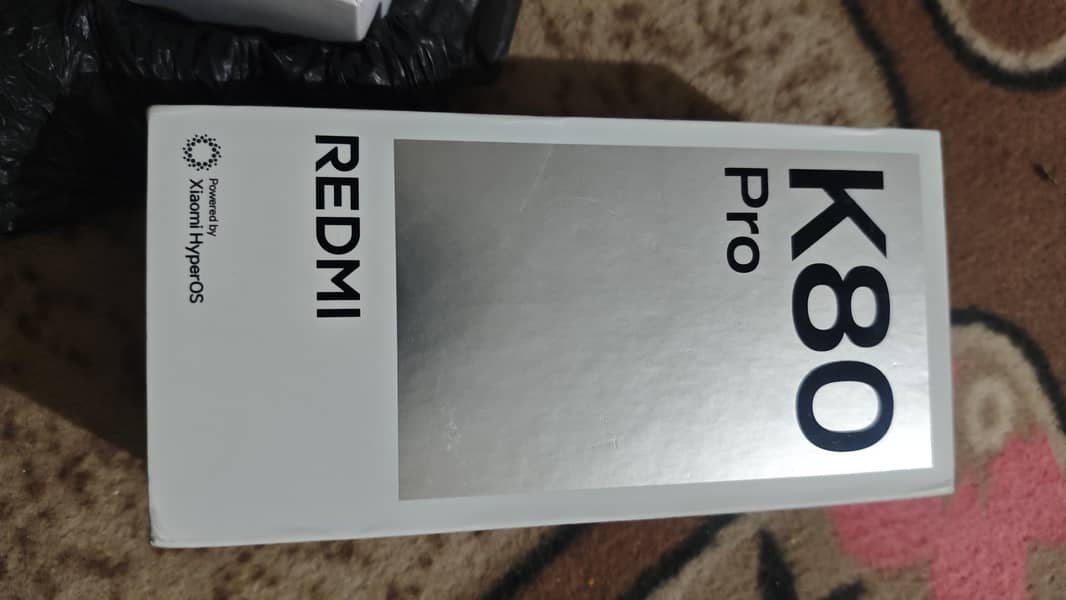 K80
Pro
REDMI
Powered by
Xiaomi HyperOS